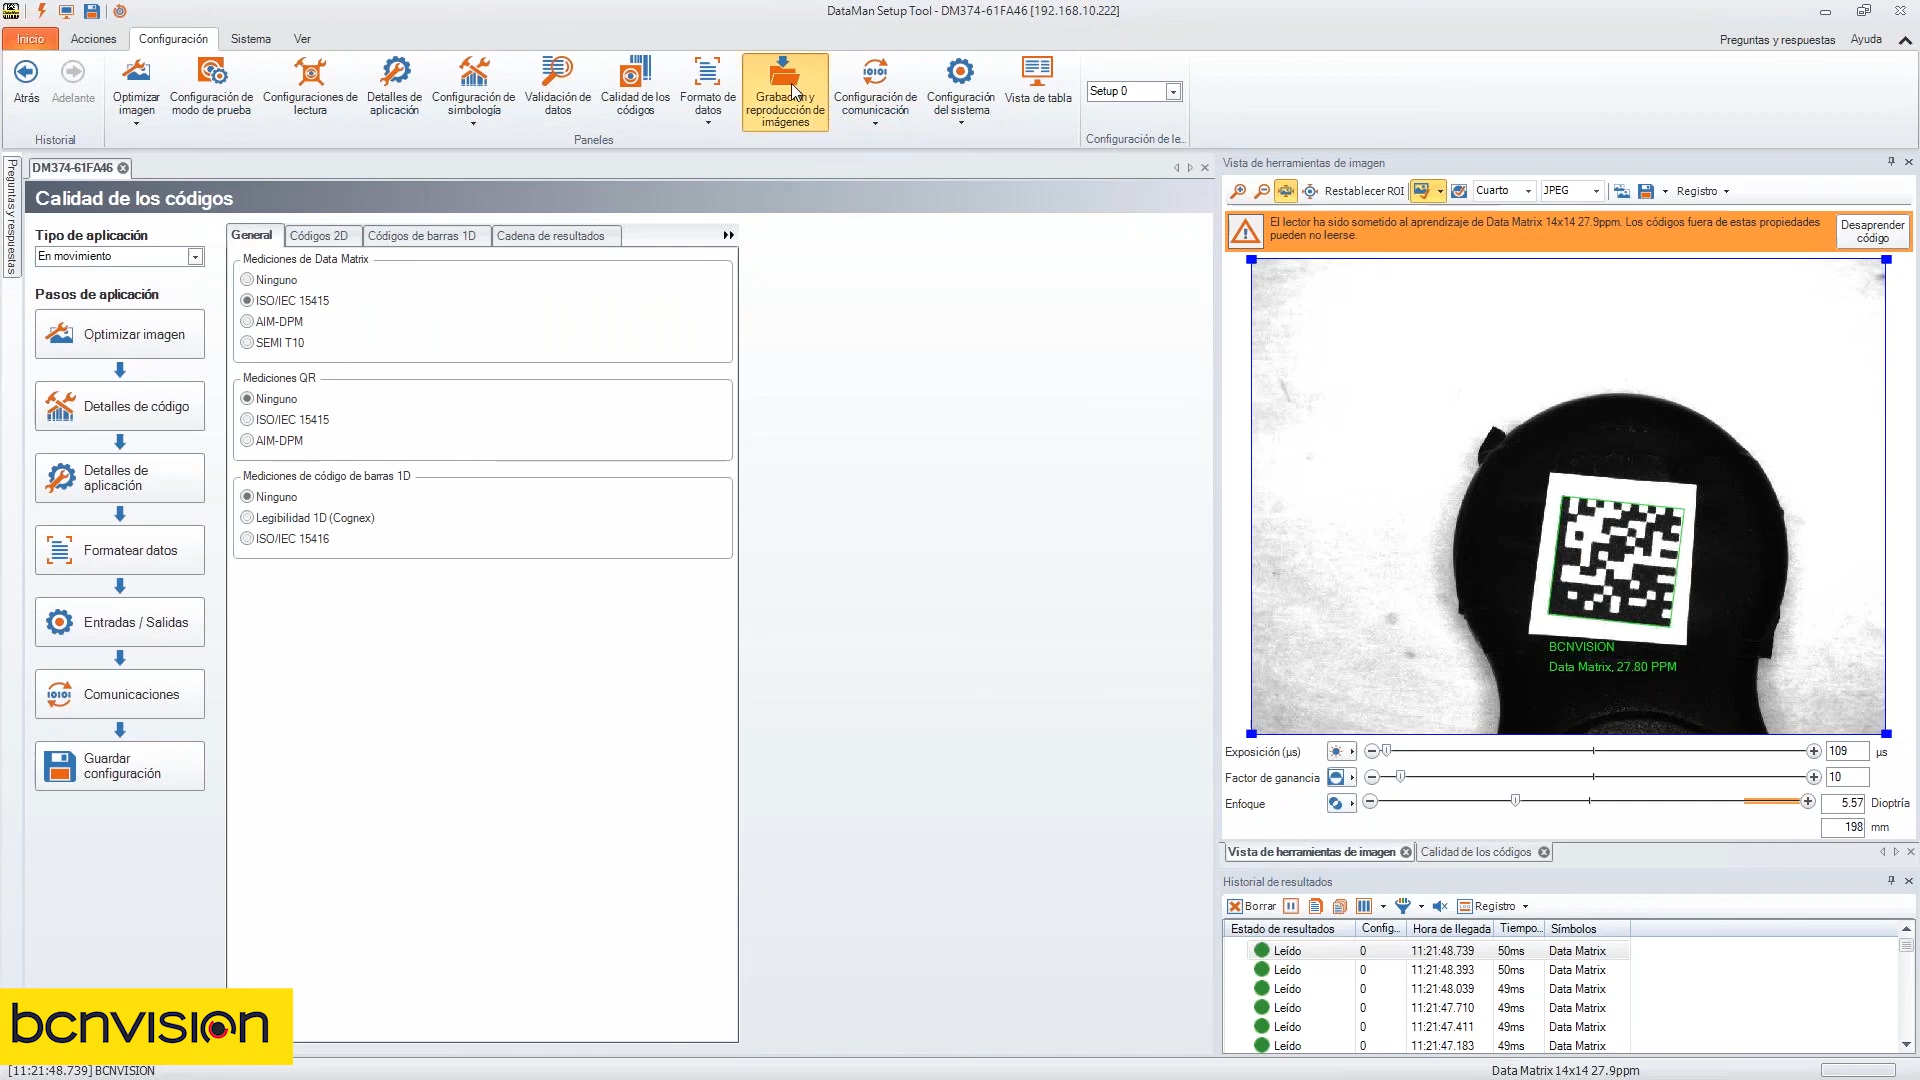 DataMan Setup Tool - DM374-61FA46 [192.168.10.222]
Inicio Acciones Configuración Sistema Ver Preguntas y respuestas Ayuda
Atrás Adelante
Historial
Optimizar imagen
Configuración de modo de prueba
Configuraciones de lectura
Detalles de aplicación
Configuración de simbología
Validación de datos
Calidad de los códigos
Formato de datos
Grabación y reproducción de imágenes
Configuración de comunicación
Configuración del sistema
Vista de tabla
Paneles
Setup 0
Configuración de le...
Preguntas y respuestas
DM374-61FA46
Calidad de los códigos
Tipo de aplicación
En movimiento
Pasos de aplicación
Optimizar imagen
Detalles de código
Detalles de aplicación
Formatear datos
Entradas / Salidas
Comunicaciones
Guardar configuración
General Códigos 2D Códigos de barras 1D Cadena de resultados
Mediciones de Data Matrix
Ninguno
ISO/IEC 15415
AIM-DPM
SEMI T10
Mediciones QR
Ninguno
ISO/IEC 15415
AIM-DPM
Mediciones de código de barras 1D
Ninguno
Legibilidad 1D (Cognex)
ISO/IEC 15416
Vista de herramientas de imagen
Restablecer ROI Cuarto JPEG Registro
El lector ha sido sometido al aprendizaje de Data Matrix 14x14 27.9ppm. Los códigos fuera de estas propiedades
pueden no leerse.
Desaprender código
BCNVISION
Data Matrix, 27.80 PPM
Exposición (µs) 109 µs
Factor de ganancia 10
Enfoque 5.57 Dioptría
198 mm
Vista de herramientas de imagen Calidad de los códigos
Historial de resultados
Borrar Registro
Estado de resultados Config... Hora de llegada Tiempo... Símbolos
Leído 0 11:21:48.739 50ms Data Matrix
Leído 0 11:21:48.393 50ms Data Matrix
Leído 0 11:21:48.039 49ms Data Matrix
Leído 0 11:21:47.710 49ms Data Matrix
Leído 0 11:21:47.411 49ms Data Matrix
Leído 0 11:21:47.183 49ms Data Matrix
bcnvision
[11:21:48.739] BCNVISION Data Matrix 14x14 27.9ppm